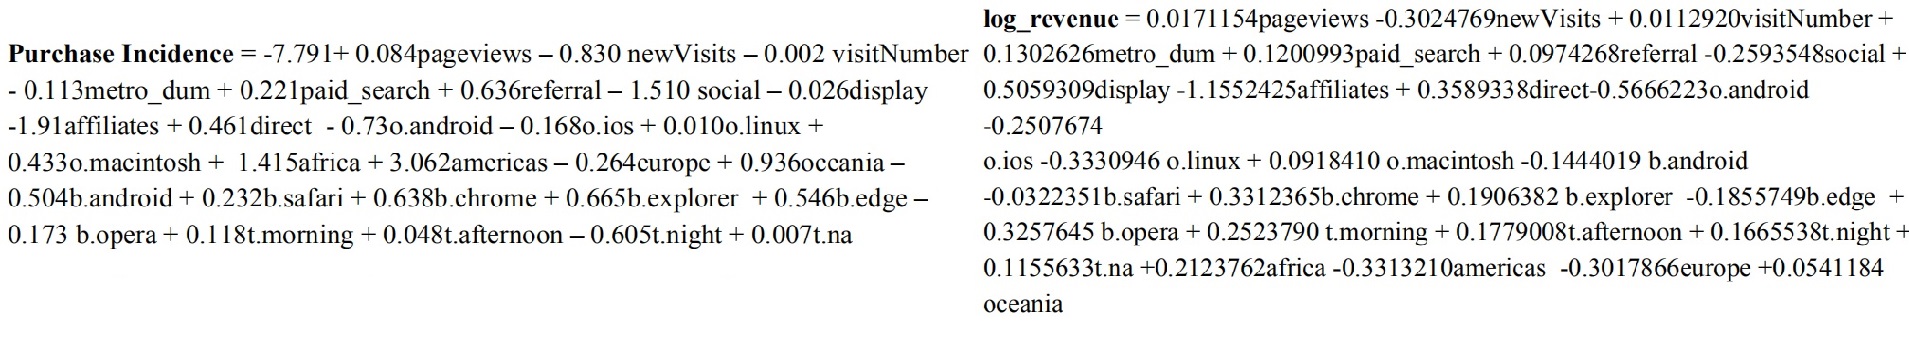 Purchase Incidence = -7.791+ 0.084pageviews – 0.830 newVisits – 0.002 visitNumber
- 0.113metro_dum + 0.221paid_search + 0.636referral – 1.510 social – 0.026display
-1.91affiliates + 0.461direct - 0.73o.android – 0.168o.ios + 0.010o.linux +
0.433o.macintosh + 1.415africa + 3.062americas – 0.264europe + 0.936oceania –
0.504b.android + 0.232b.safari + 0.638b.chrome + 0.665b.explorer + 0.546b.edge –
0.173 b.opera + 0.118t.morning + 0.048t.afternoon – 0.605t.night + 0.007t.na
log_revenue = 0.0171154pageviews -0.3024769newVisits + 0.0112920visitNumber +
0.1302626metro_dum + 0.1200993paid_search + 0.0974268referral -0.2593548social +
0.5059309display -1.1552425affiliates + 0.3589338direct-0.5666223o.android
-0.2507674
o.ios -0.3330946 o.linux + 0.0918410 o.macintosh -0.1444019 b.android
-0.0322351b.safari + 0.3312365b.chrome + 0.1906382 b.explorer -0.1855749b.edge +
0.3257645 b.opera + 0.2523790 t.morning + 0.1779008t.afternoon + 0.1665538t.night +
0.1155633t.na +0.2123762africa -0.3313210americas -0.3017866europe +0.0541184
oceania